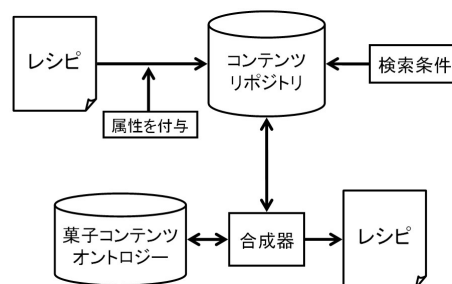 レシピ
コンテンツ
リポジトリ
検索条件
属性を付与
菓子コンテンツ
オントロジー
合成器
レシピ